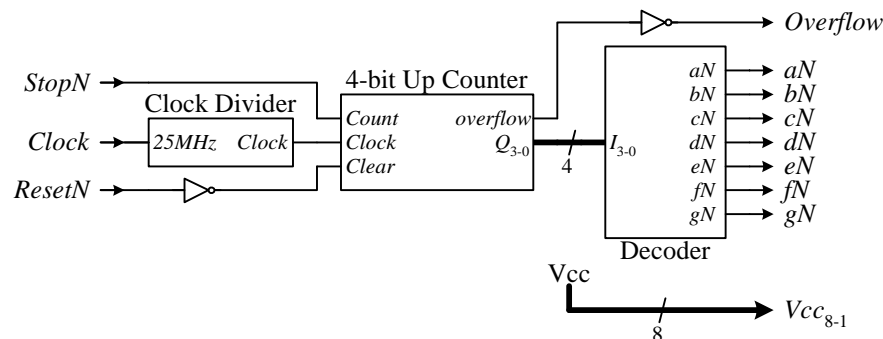 Overflow
4-bit Up Counter
StopN
Clock Divider
Count
overflow
Clock
25MHz
Clock
Clock
Q3-0
4
I3-0
ResetN
Clear
aN
aN
bN
bN
cN
cN
dN
dN
eN
eN
fN
fN
gN
gN
Decoder
Vcc
8
Vcc8-1